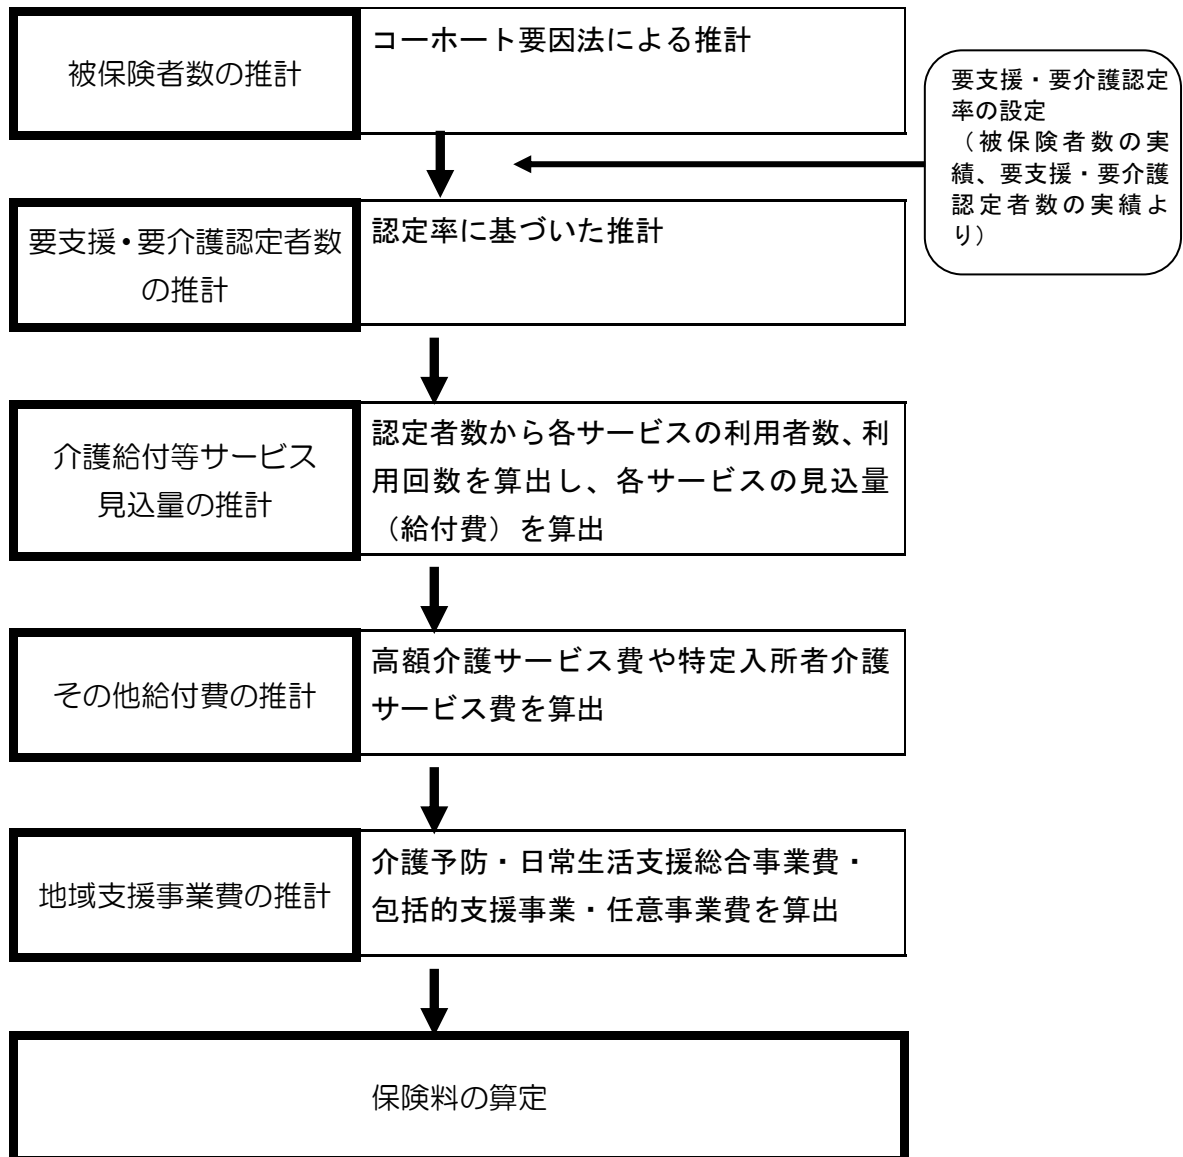 被保険者数の推計
コーホート要因法による推計
要支援・要介護認定
率の設定
（被保険者数の実
績、要支援・要介護
認定者数の実績よ
り）
要支援・要介護認定者数
の推計
認定率に基づいた推計
介護給付等サービス
見込量の推計
認定者数から各サービスの利用者数、利
用回数を算出し、各サービスの見込量
（給付費）を算出
その他給付費の推計
高額介護サービス費や特定入所者介護
サービス費を算出
地域支援事業費の推計
介護予防・日常生活支援総合事業費・
包括的支援事業・任意事業費を算出
保険料の算定